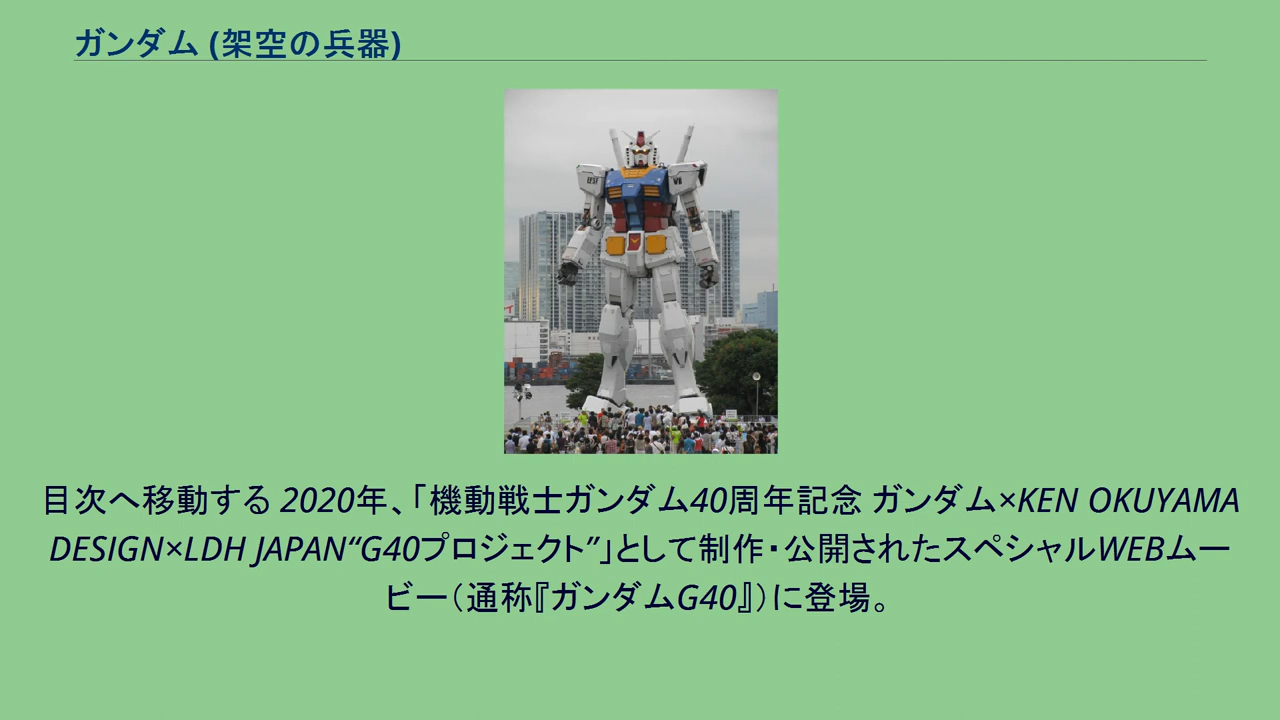 ガンダム (架空の兵器)
目次へ移動する 2020年、「機動戦士ガンダム40周年記念 ガンダム×KEN OKUYAMA
DESIGN×LDH JAPAN“G40プロジェクト”」として制作・公開されたスペシャルWEBムー
ビー（通称『ガンダムG40』）に登場。